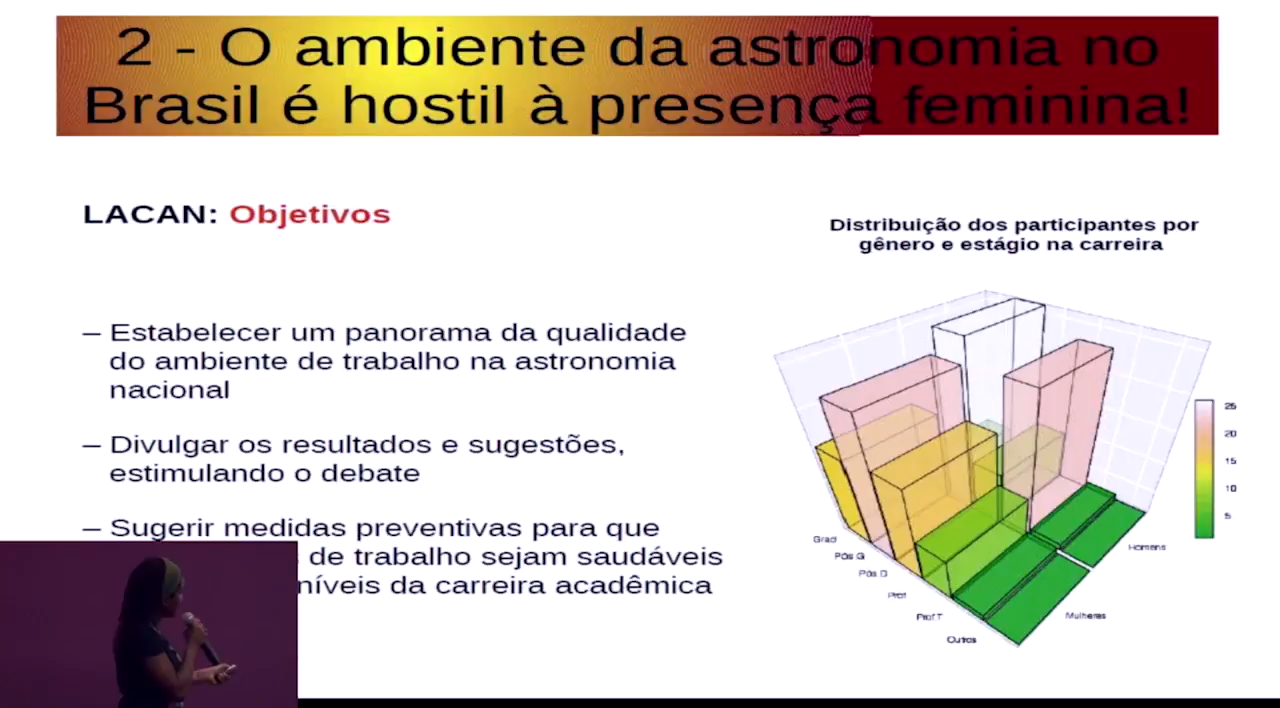 2 - O ambiente da astronomia no
Brasil é hostil à presença feminina!
LACAN: Objetivos
– Estabelecer um panorama da qualidade
do ambiente de trabalho na astronomia
nacional
– Divulgar os resultados e sugestões,
estimulando o debate
– Sugerir medidas preventivas para que
de trabalho sejam saudáveis
níveis da carreira acadêmica
Distribuição dos participantes por
gênero e estágio na carreira
25
20
15
10
5
Grad
Pós G
Pós D
Prof
Prof T
Outros
Homens
Mulheres